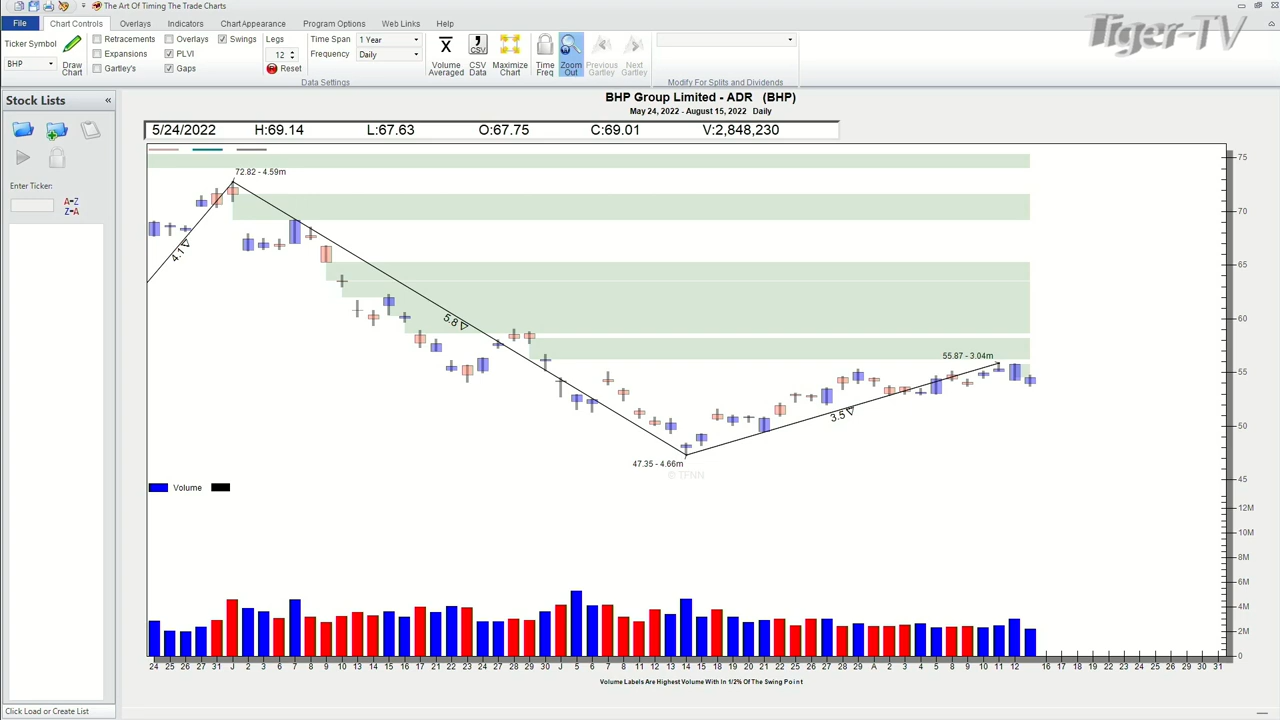 The Art Of Timing The Trade Charts
Tiger-TV
File Chart Controls Overlays Indicators Chart Appearance Program Options Web Links Help
Ticker Symbol
BHP
Draw Chart
Retracements Overlays Swings
Expansions PLVI
Gartley's Gaps
Legs
12
Reset
Time Span 1 Year
Frequency Daily
Data Settings
Volume Averaged
CSV Data
Maximize Chart
Time Freq
Zoom Out
Previous Gartley
Next Gartley
Modify For Splits and Dividends
Stock Lists «
Enter Ticker:
A-Z
Z-A
Click Load or Create List
BHP Group Limited - ADR (BHP)
May 24, 2022 - August 15, 2022 Daily
5/24/2022 H:69.14 L:67.63 O:67.75 C:69.01 V:2,848,230
72.82 - 4.59m
4.1
5.8
55.87 - 3.04m
3.5
47.35 - 4.66m
© TFNN
75
70
65
60
55
50
45
12M
10M
8M
6M
4M
2M
0
Volume
24 25 26 27 31 1 2 3 6 7 8 9 10 13 14 15 16 17 21 22 23 24 27 28 29 30 1 5 6 7 8 11 12 13 14 15 18 19 20 21 22 25 26 27 28 29 A 2 3 4 5 8 9 10 11 12 16 17 18 19 22 23 24 25 26 29 30 31
Volume Labels Are Highest Volume With In 1/2% Of The Swing Point